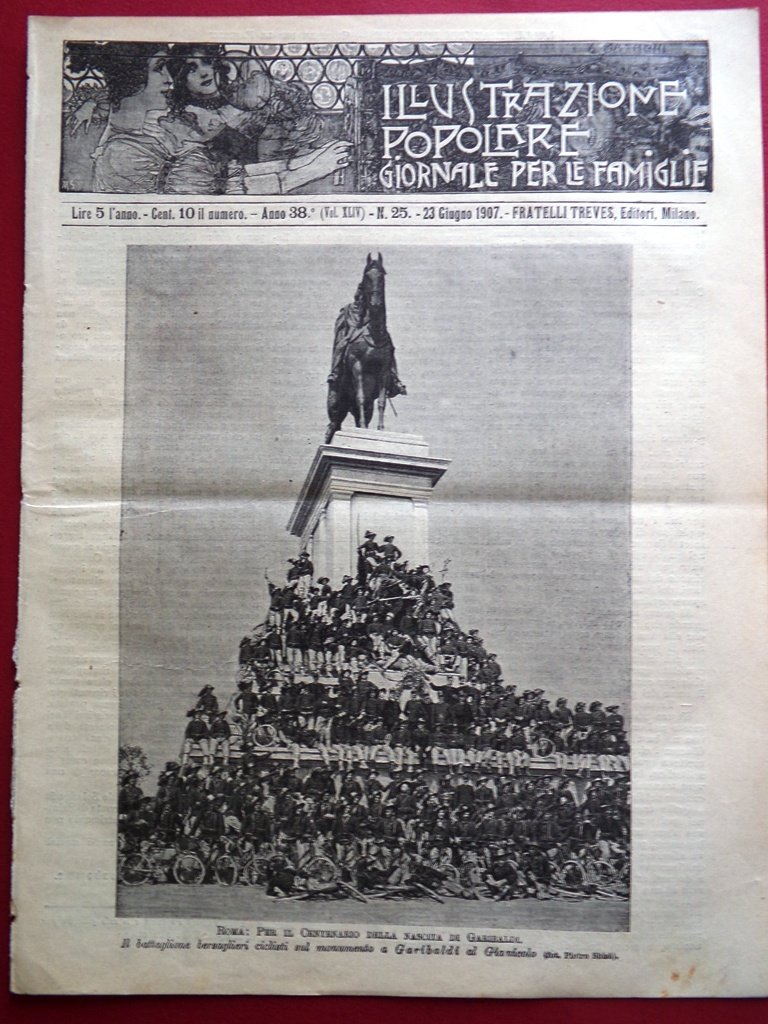 ILLUSTRAZIONE
POPOLARE
GIORNALE PER LE FAMIGLIE
Lire 5 l'anno. - Cent. 10 il numero. - Anno 38.° (Vol. XLIV) - N. 25. - 23 Giugno 1907. - FRATELLI TREVES, Editori, Milano.
ROMA: PER IL CENTENARIO DELLA NASCITA DI GARIBALDI.
Il battaglione bersaglieri ciclisti sul monumento a Garibaldi al Gianicolo (fot.